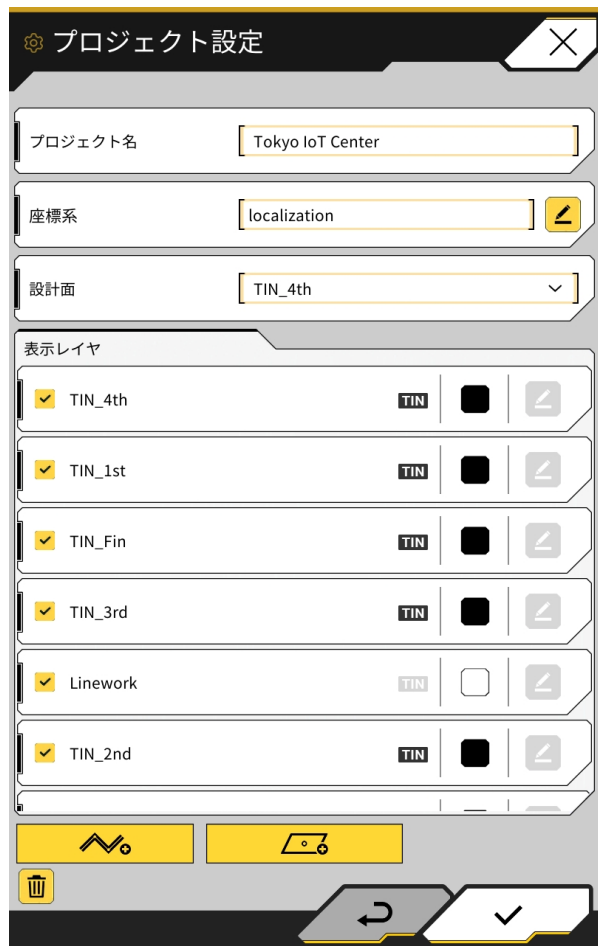 プロジェクト設定
プロジェクト名 Tokyo IoT Center
座標系 localization
設計面 TIN_4th
表示レイヤ
TIN_4th TIN
TIN_1st TIN
TIN_Fin TIN
TIN_3rd TIN
Linework TIN
TIN_2nd TIN